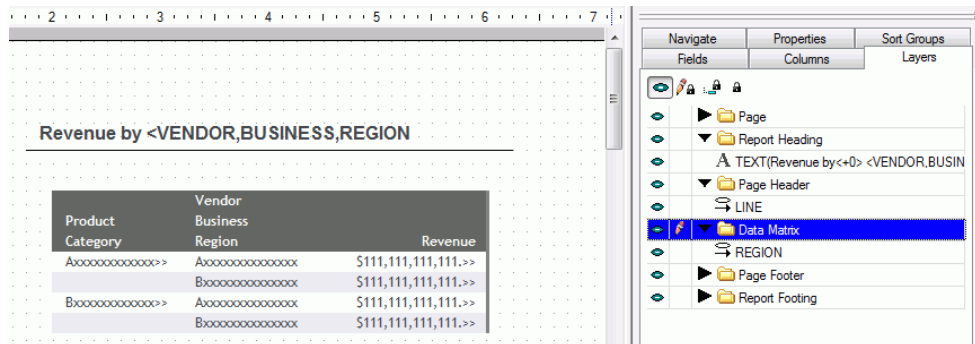 2 3 4 5 6 7
Revenue by <VENDOR,BUSINESS,REGION
Vendor
Product Business
Category Region Revenue
Axxxxxxxxxxxxx>> Axxxxxxxxxxxxxx $111,111,111,111.>>
Bxxxxxxxxxxxxxx $111,111,111,111.>>
Bxxxxxxxxxxxxx>> Axxxxxxxxxxxxxx $111,111,111,111.>>
Bxxxxxxxxxxxxxx $111,111,111,111.>>
Navigate Properties Sort Groups
Fields Columns Layers
Page
Report Heading
A TEXT(Revenue by<+0> <VENDOR,BUSIN
Page Header
LINE
Data Matrix
REGION
Page Footer
Report Footing